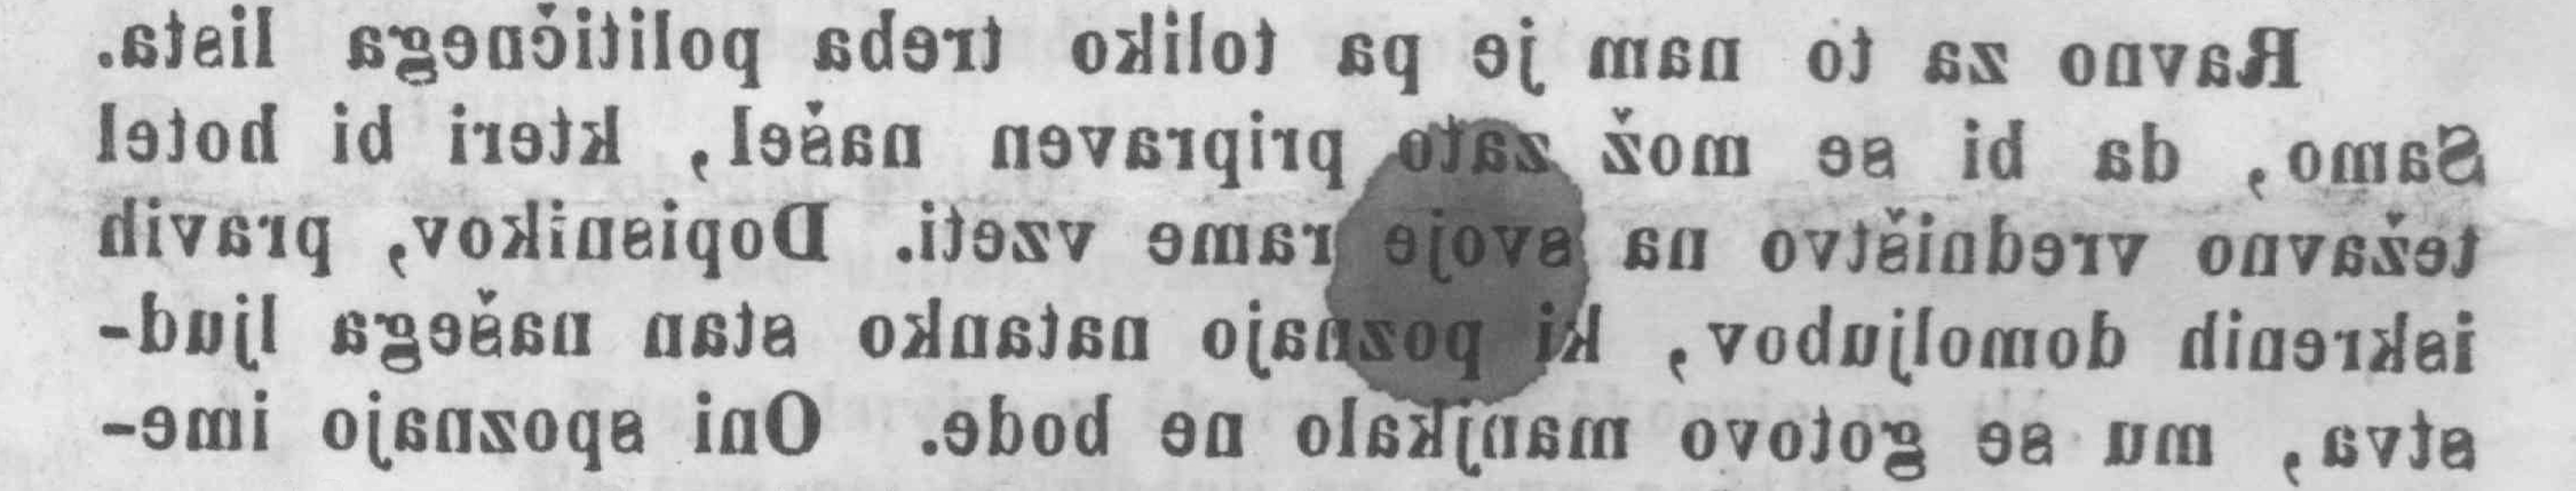 Ravno za to nam je pa toliko treba političnega lista.
Samo, da bi se mož zato pripraven našel, kteri bi hotel
težavno vredništvo na svoje rame vzeti. Dopisnikov, pravih
iskrenih domoljubov, ki poznajo natanko stan našega ljud-
stva, mu se gotovo manjkalo ne bode. Oni spoznajo ime-